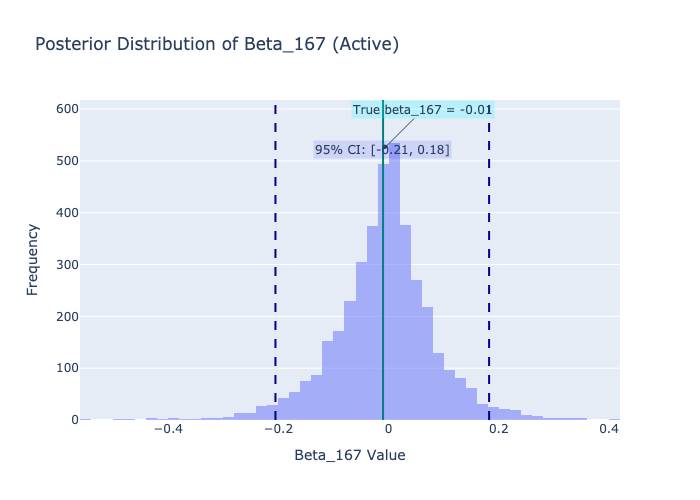 Posterior Distribution of Beta_167 (Active)
True beta_167 = -0.01
95% CI: [-0.21, 0.18]
Frequency
600
500
400
300
200
100
0
−0.4
−0.2
0
0.2
0.4
Beta_167 Value